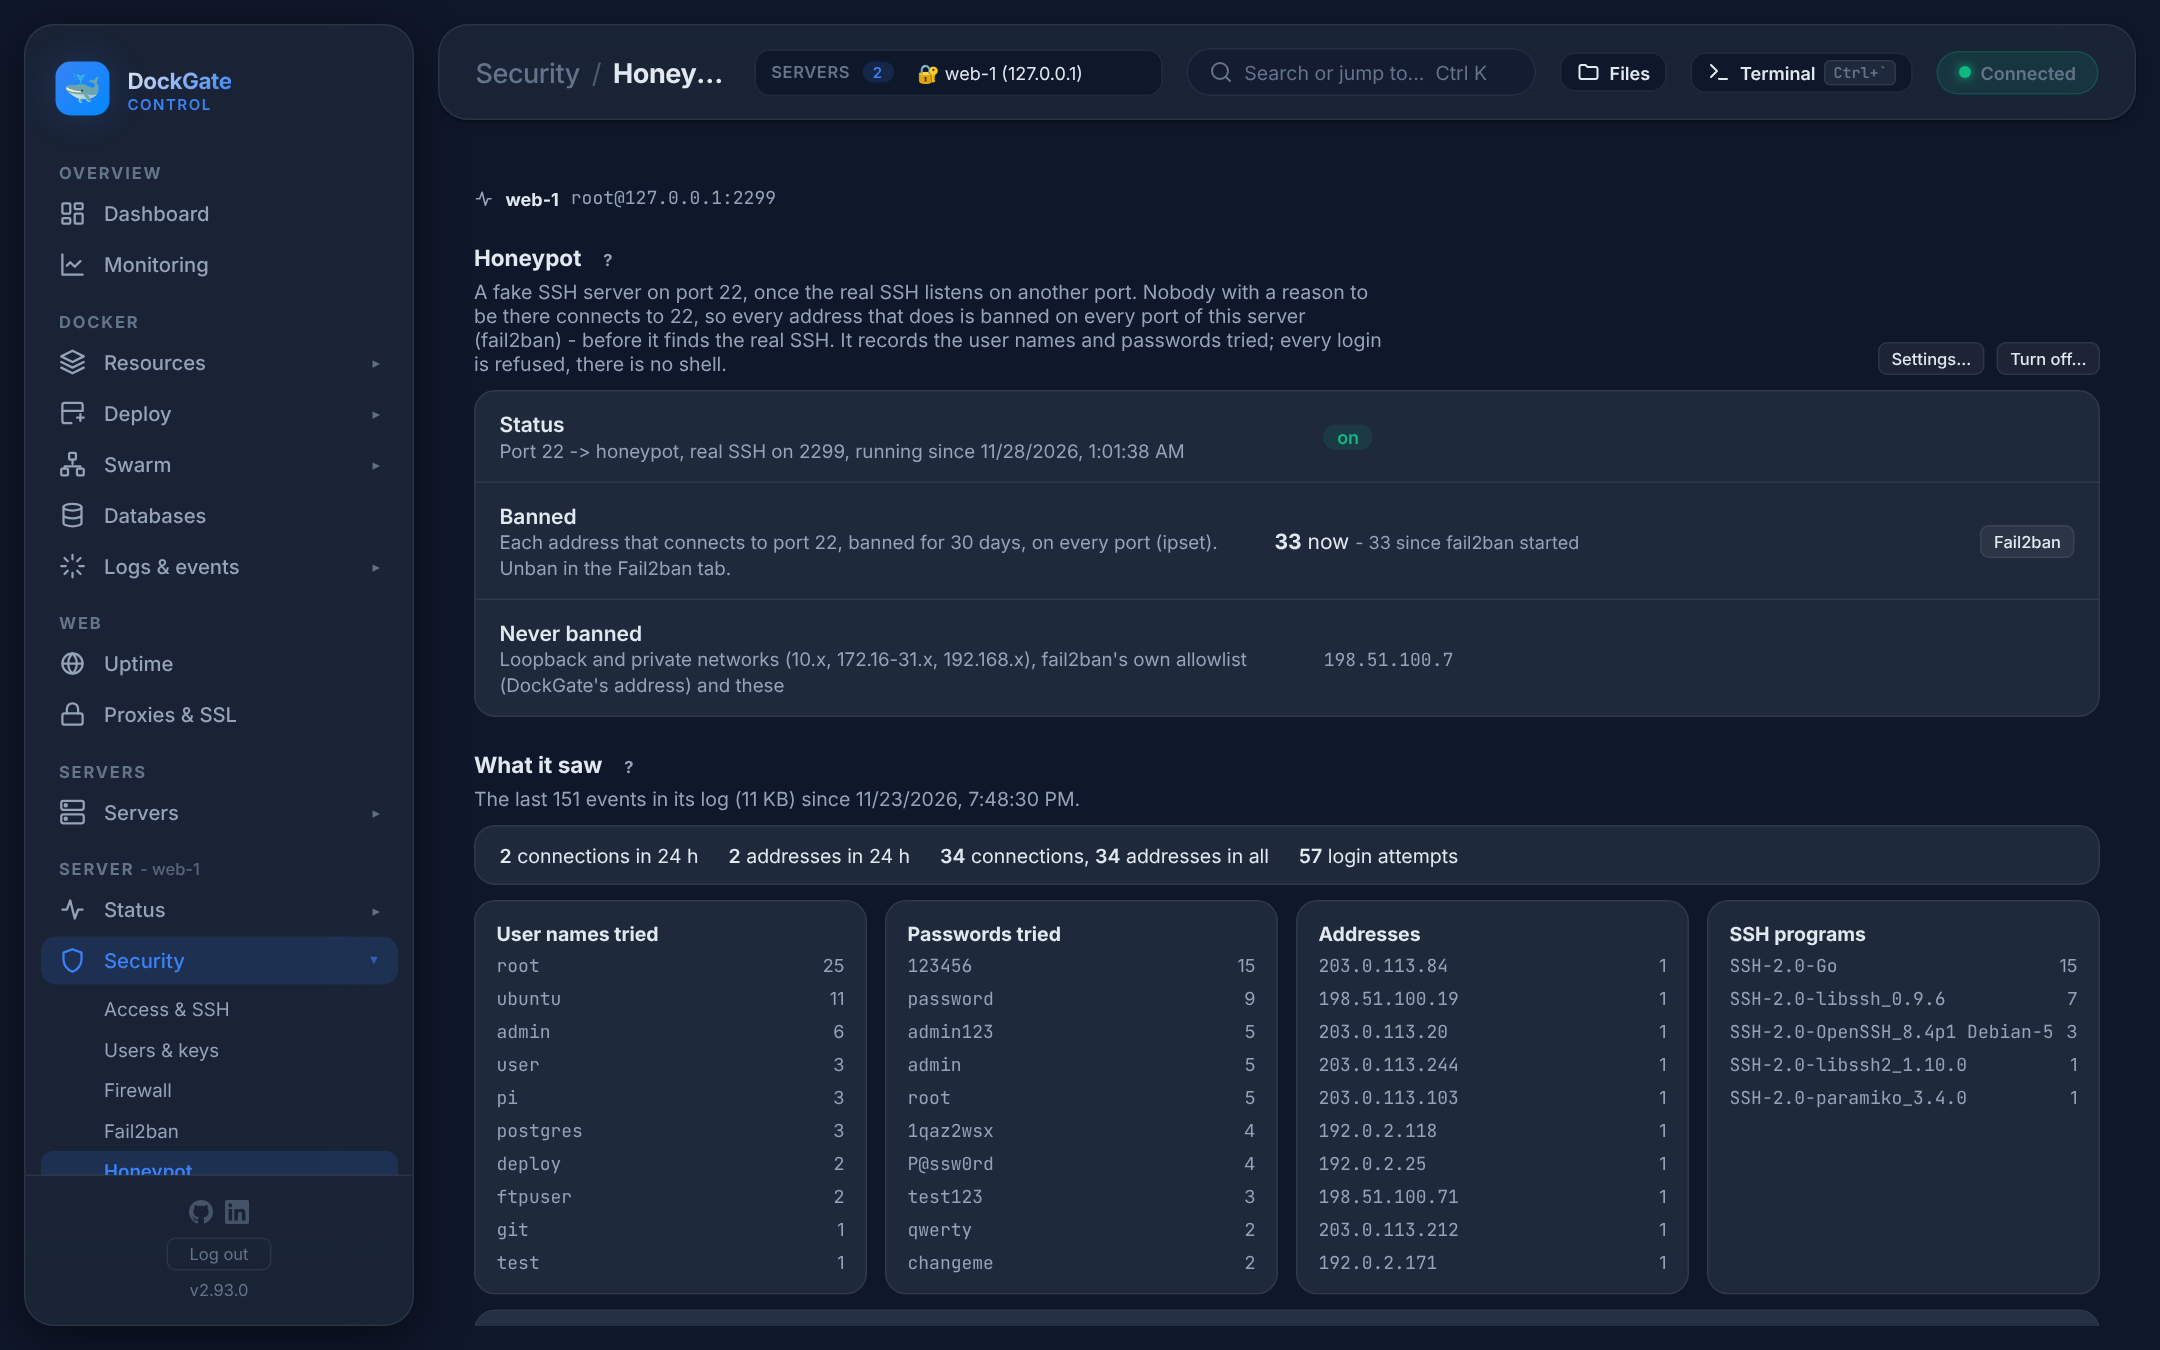 DockGate
CONTROL
OVERVIEW
Dashboard
Monitoring
DOCKER
Resources
Deploy
Swarm
Databases
Logs & events
WEB
Uptime
Proxies & SSL
SERVERS
Servers
SERVER - web-1
Status
Security
Access & SSH
Users & keys
Firewall
Fail2ban
Honeypot
Log out
v2.93.0
Security / Honey...
SERVERS 2 web-1 (127.0.0.1)
Search or jump to... Ctrl K
Files
Terminal Ctrl+`
Connected
web-1 root@127.0.0.1:2299
Honeypot ?
A fake SSH server on port 22, once the real SSH listens on another port. Nobody with a reason to
be there connects to 22, so every address that does is banned on every port of this server
(fail2ban) - before it finds the real SSH. It records the user names and passwords tried; every login
is refused, there is no shell.
Settings...
Turn off...
Status
Port 22 -> honeypot, real SSH on 2299, running since 11/28/2026, 1:01:38 AM
on
Banned
Each address that connects to port 22, banned for 30 days, on every port (ipset).
Unban in the Fail2ban tab.
33 now - 33 since fail2ban started
Fail2ban
Never banned
Loopback and private networks (10.x, 172.16-31.x, 192.168.x), fail2ban's own allowlist
(DockGate's address) and these
198.51.100.7
What it saw ?
The last 151 events in its log (11 KB) since 11/23/2026, 7:48:30 PM.
2 connections in 24 h 2 addresses in 24 h 34 connections, 34 addresses in all 57 login attempts
User names tried
root 25
ubuntu 11
admin 6
user 3
pi 3
postgres 3
deploy 2
ftpuser 2
git 1
test 1
Passwords tried
123456 15
password 9
admin123 5
admin 5
root 5
1qaz2wsx 4
P@ssw0rd 4
test123 3
qwerty 2
changeme 2
Addresses
203.0.113.84 1
198.51.100.19 1
203.0.113.20 1
203.0.113.244 1
203.0.113.103 1
192.0.2.118 1
192.0.2.25 1
198.51.100.71 1
203.0.113.212 1
192.0.2.171 1
SSH programs
SSH-2.0-Go 15
SSH-2.0-libssh_0.9.6 7
SSH-2.0-OpenSSH_8.4p1 Debian-5 3
SSH-2.0-libssh2_1.10.0 1
SSH-2.0-paramiko_3.4.0 1